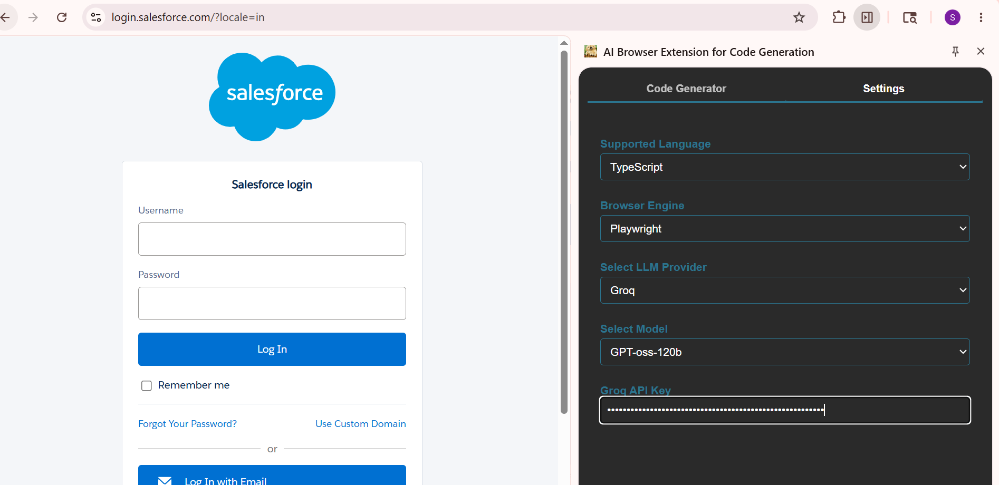 login.salesforce.com/?locale=in
S
salesforce
Salesforce login
Username
Password
Log In
Remember me
Forgot Your Password?
Use Custom Domain
or
Log In with Email
AI Browser Extension for Code Generation
Code Generator
Settings
Supported Language
TypeScript
Browser Engine
Playwright
Select LLM Provider
Groq
Select Model
GPT-oss-120b
Groq API Key